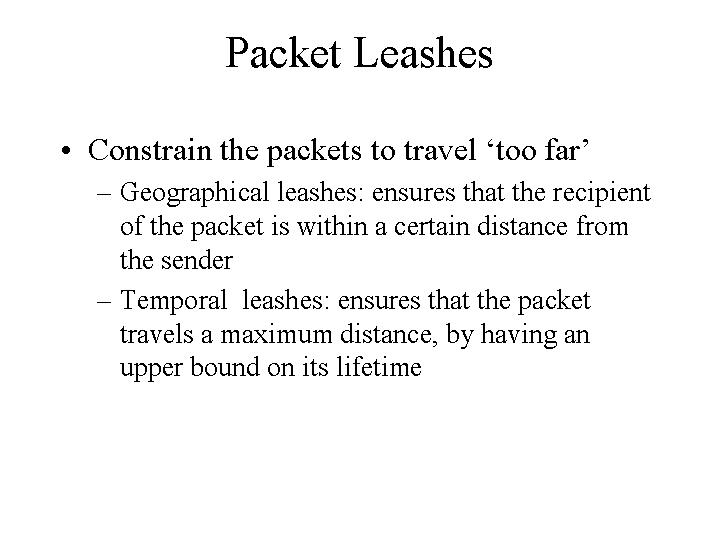 Packet Leashes
• Constrain the packets to travel ‘too far’
– Geographical leashes: ensures that the recipient
of the packet is within a certain distance from
the sender
– Temporal leashes: ensures that the packet
travels a maximum distance, by having an
upper bound on its lifetime